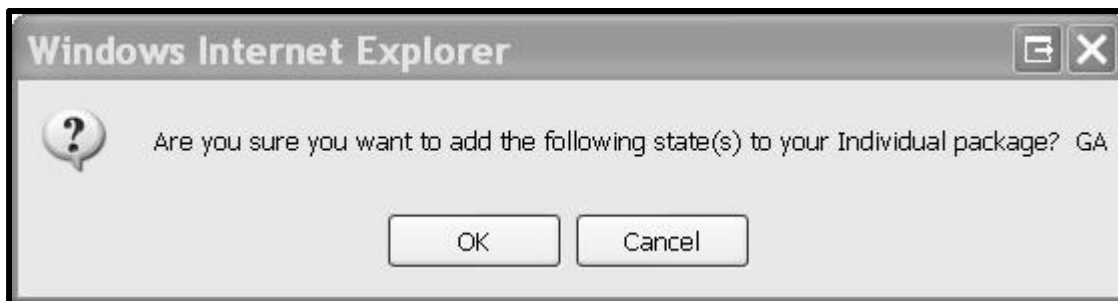 Windows Internet Explorer
Are you sure you want to add the following state(s) to your Individual package?  GA
OK
Cancel